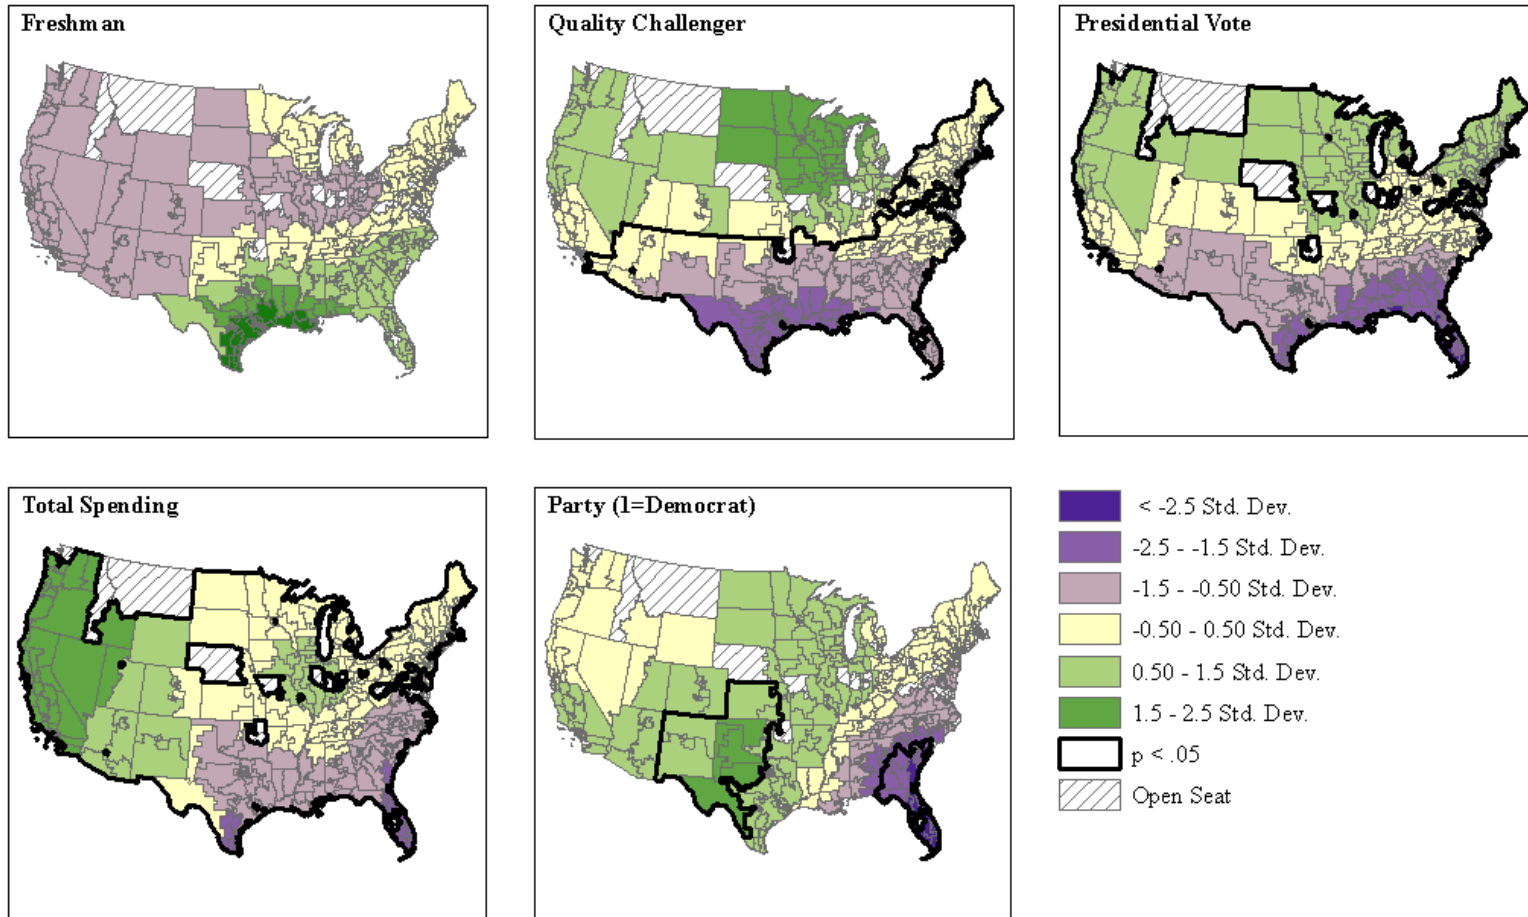 Freshman
Quality Challenger
Presidential Vote
Total Spending
Party (1=Democrat)
< -2.5 Std. Dev.
-2.5 - -1.5 Std. Dev.
-1.5 - -0.50 Std. Dev.
-0.50 - 0.50 Std. Dev.
0.50 - 1.5 Std. Dev.
1.5 - 2.5 Std. Dev.
p < .05
Open Seat